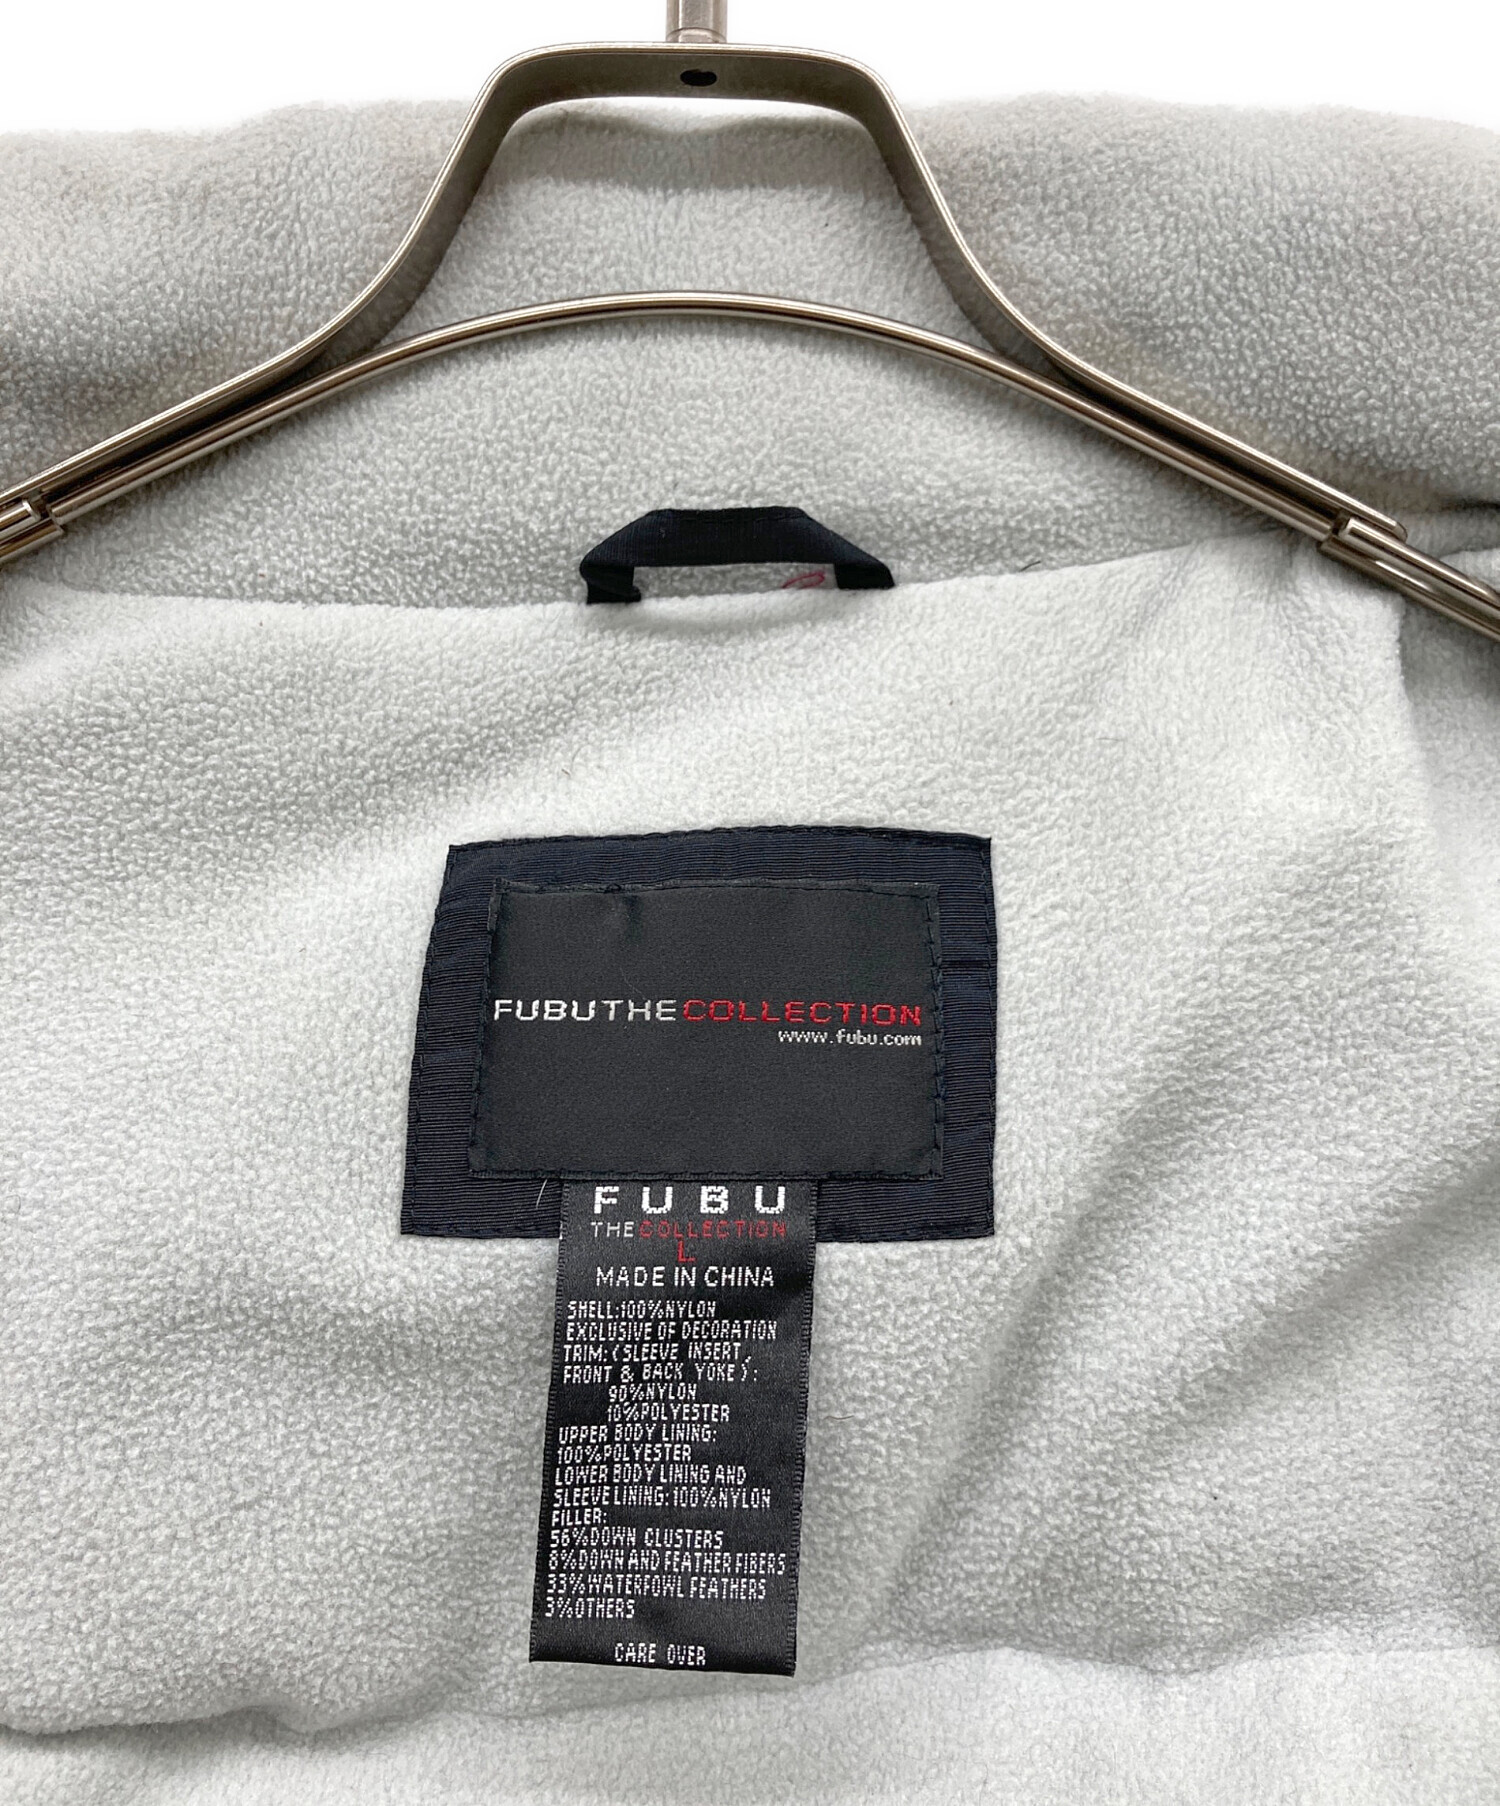 FUBUTHECOLLECTION
www.fubu.com
FUBU
THECOLLECTION
L
MADE IN CHINA
SHELL:100%NYLON
EXCLUSIVE OF DECORATION
TRIM:(SLEEVE INSERT,
FRONT & BACK YOKE):
90%NYLON
10%POLYESTER
UPPER BODY LINING:
100%POLYESTER
LOWER BODY LINING AND
SLEEVE LINING:100%NYLON
FILLER:
56%DOWN CLUSTERS
8%DOWN AND FEATHER FIBERS
33%WATERFOWL FEATHERS
3%OTHERS
CARE OVER